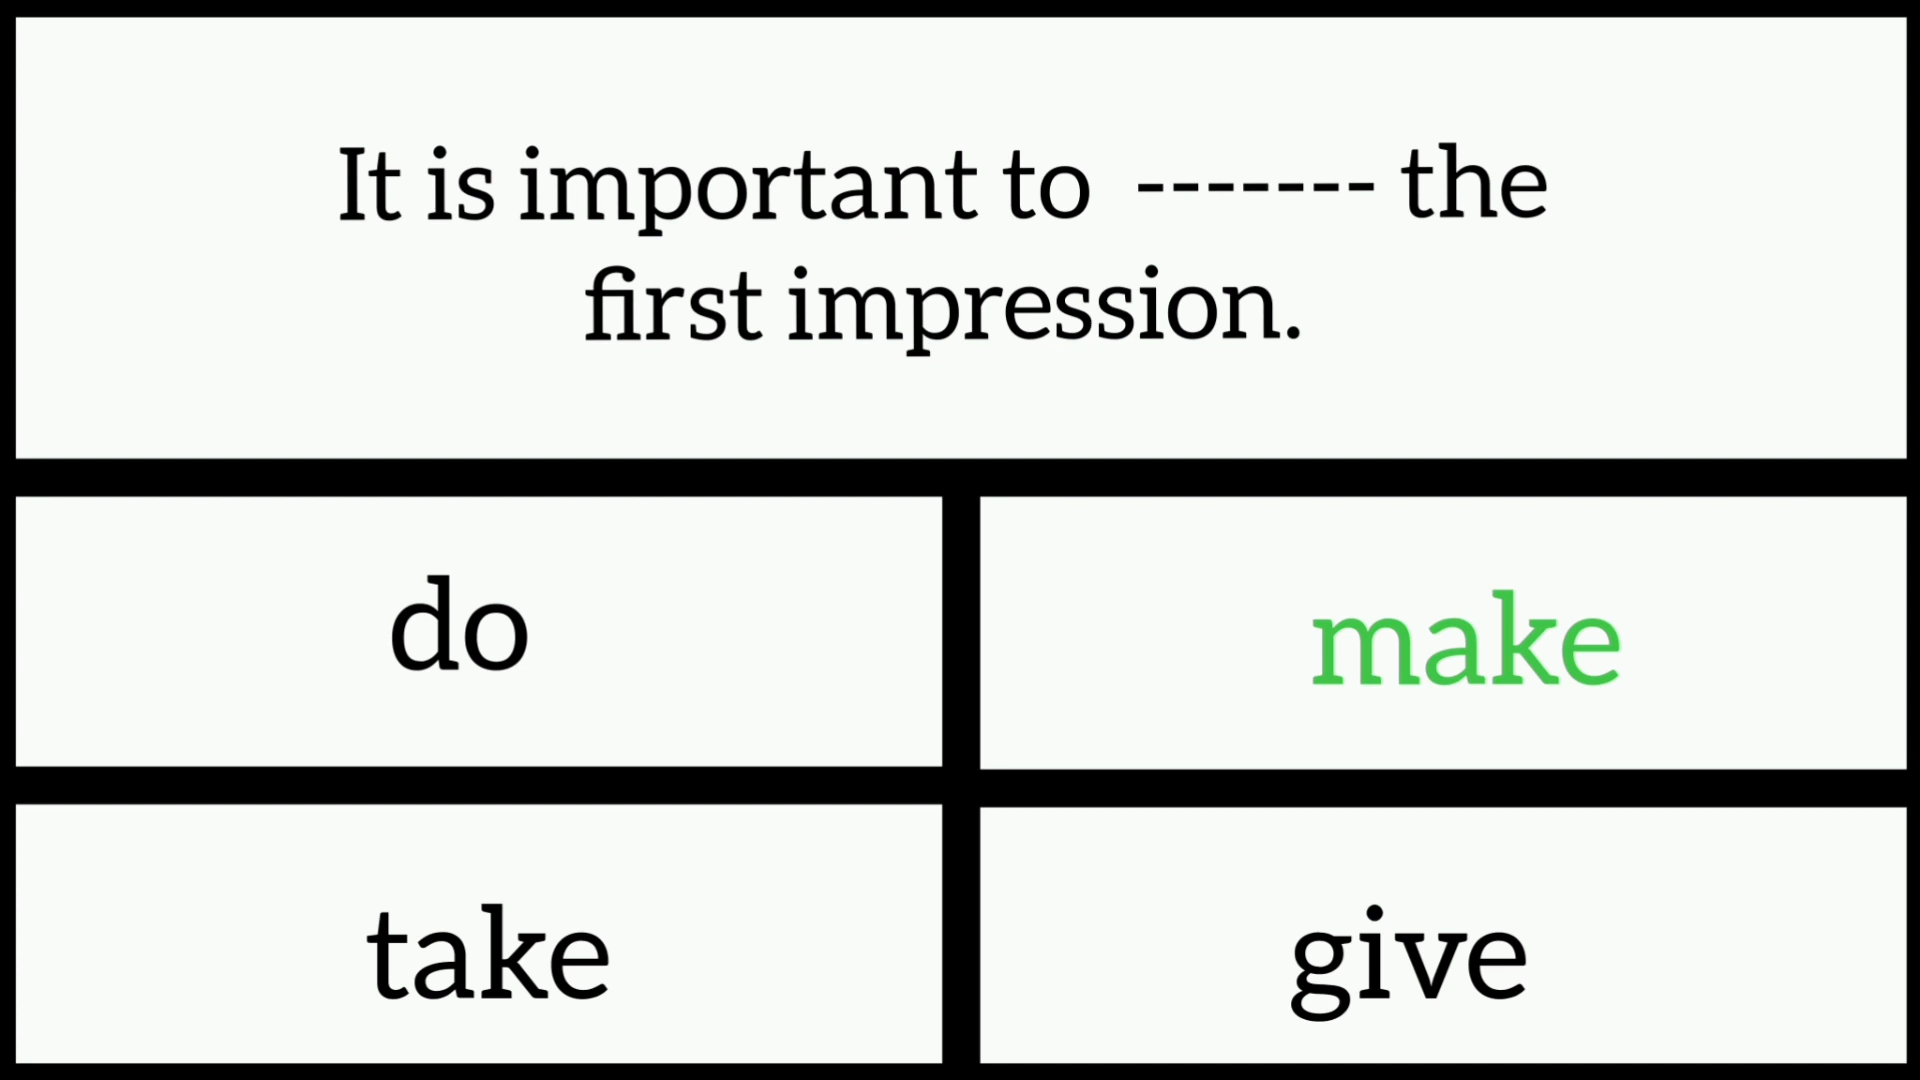 It is important to ------- the
first impression.
do
make
take
give